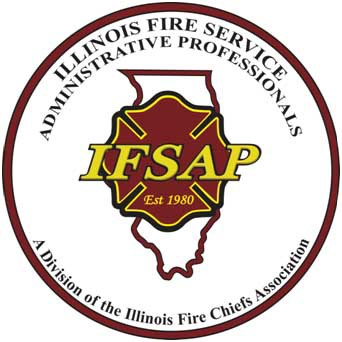 ILLINOIS FIRE SERVICE
ADMINISTRATIVE PROFESSIONALS
IFSAP
Est 1980
A Division of the Illinois Fire Chiefs Association